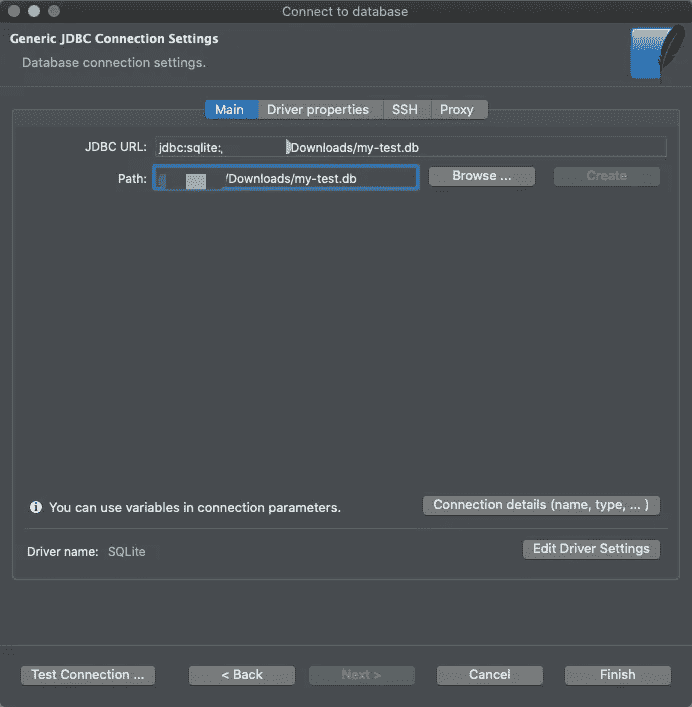 Connect to database
Generic JDBC Connection Settings
Database connection settings.
Main Driver properties SSH Proxy
JDBC URL: jdbc:sqlite: Downloads/my-test.db
Path: /Downloads/my-test.db Browse ... Create
You can use variables in connection parameters. Connection details (name, type, ... )
Driver name: SQLite Edit Driver Settings
Test Connection ... < Back Next > Cancel Finish